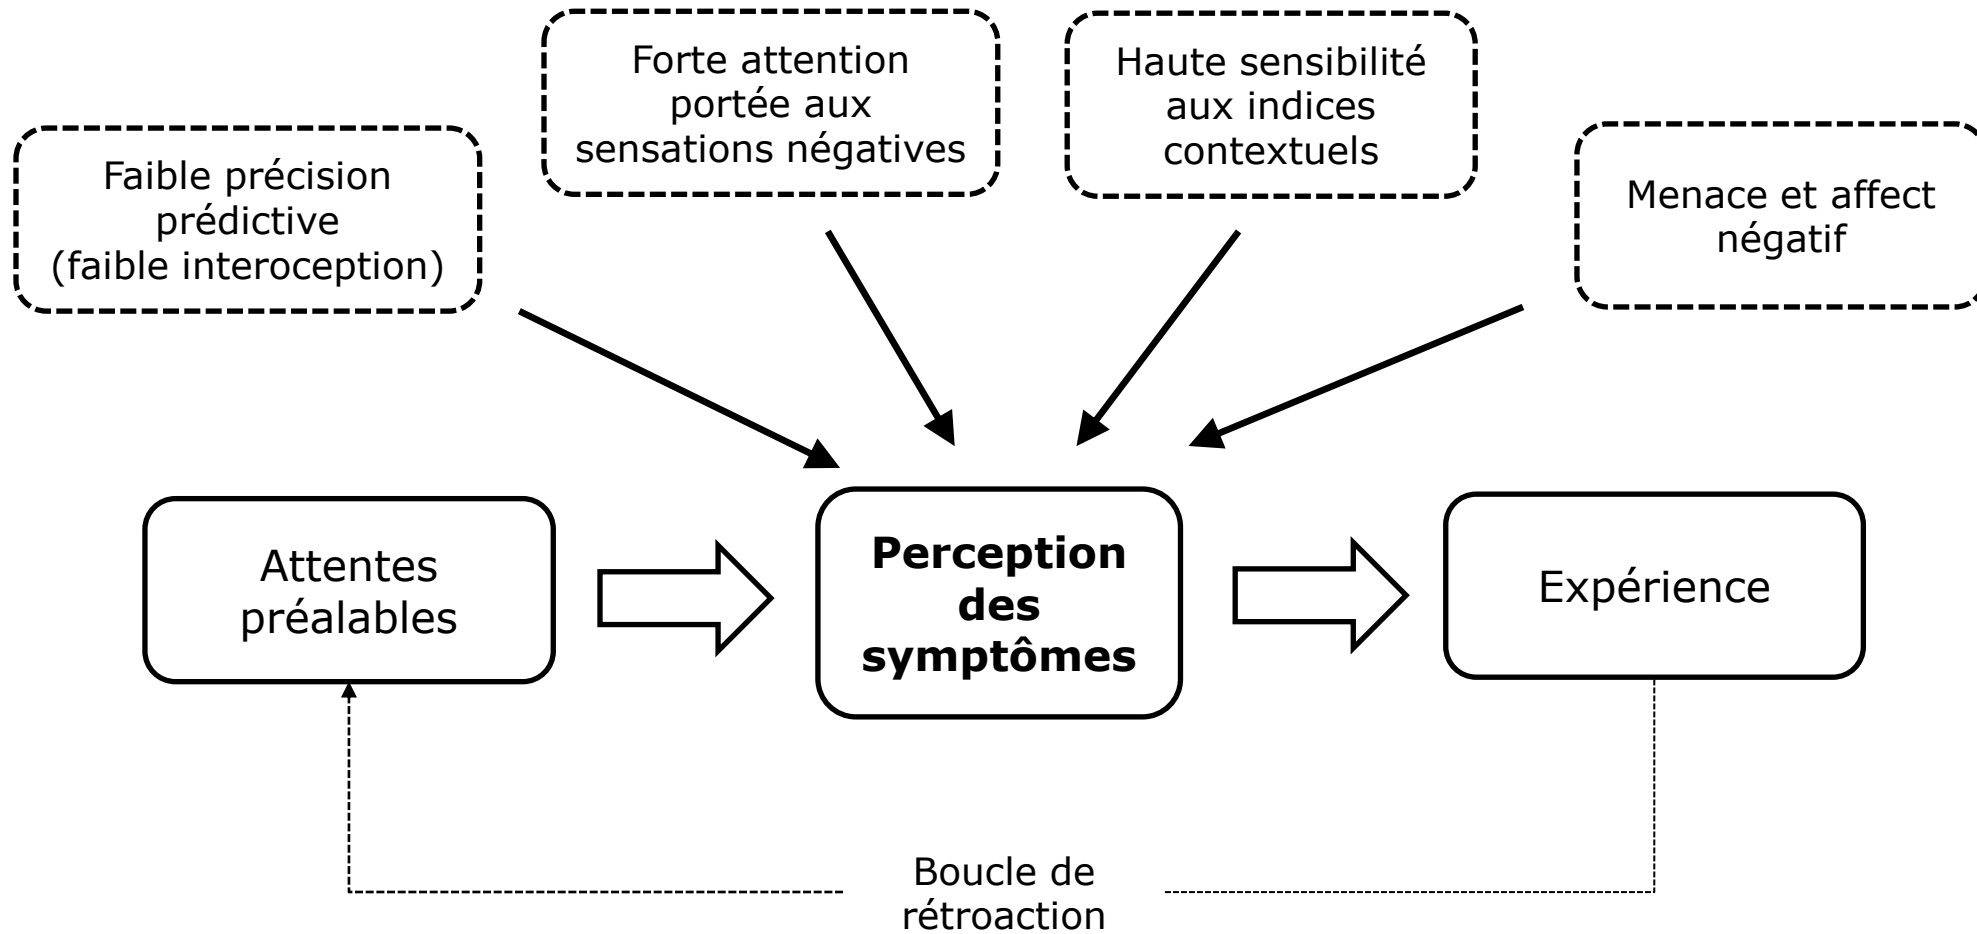 Faible précision
prédictive
(faible interoception)
Forte attention
portée aux
sensations négatives
Haute sensibilité
aux indices
contextuels
Menace et affect
négatif
Attentes
préalables
Perception
des
symptômes
Expérience
Boucle de
rétroaction